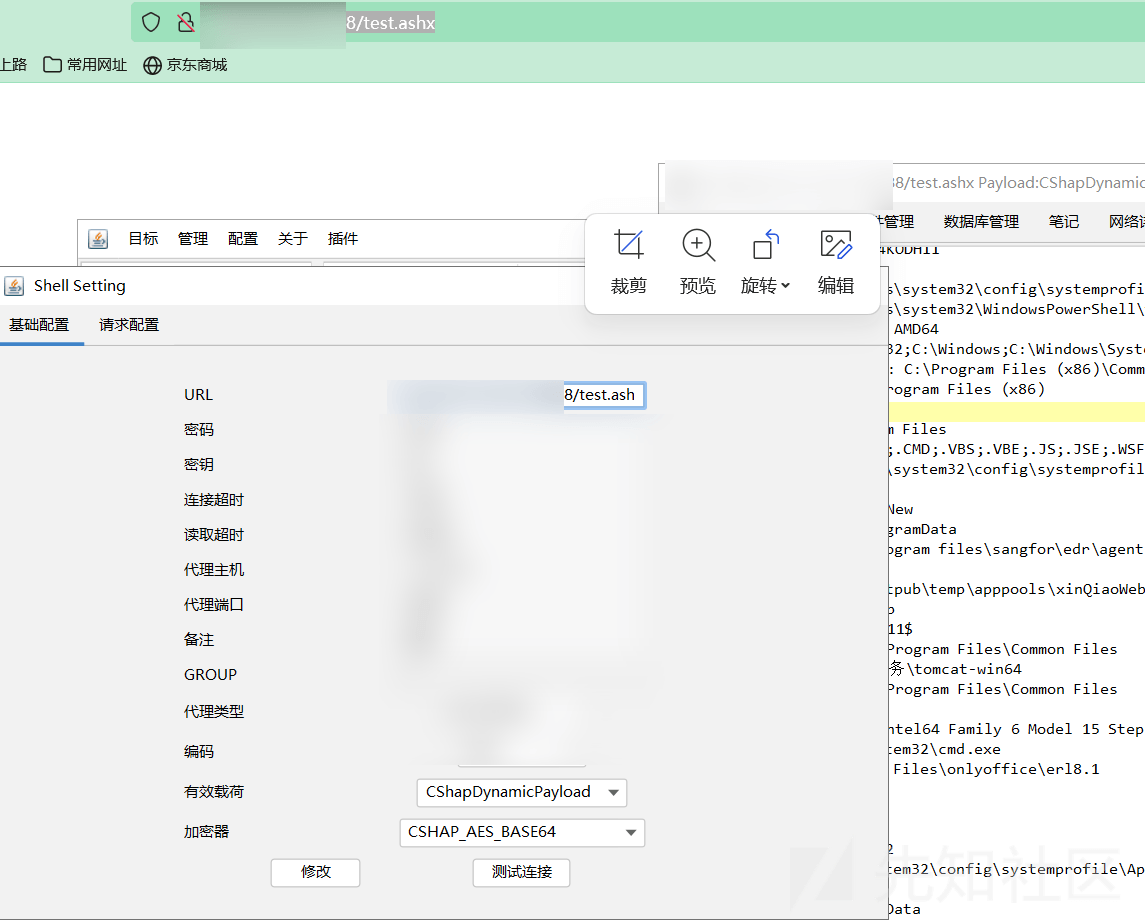 8/test.ashx
上路 常用网址 京东商城
38/test.ashx Payload:CShapDynamic
目标 管理 配置 关于 插件
件管理 数据库管理 笔记 网络
裁剪 预览 旋转 编辑
Shell Setting
基础配置 请求配置
URL 8/test.ash
密码
密钥
连接超时
读取超时
代理主机
代理端口
备注
GROUP
代理类型
编码
有效载荷 CShapDynamicPayload
加密器 CSHAP_AES_BASE64
修改 测试连接
s\system32\config\systemprofi
s\system32\WindowsPowerShell\
AMD64
32;C:\Windows;C:\Windows\Syst
: C:\Program Files (x86)\Comm
rogram Files (x86)
m Files
;.CMD;.VBS;.VBE;.JS;.JSE;.WSF
\system32\config\systemprofil
New
gramData
ogram files\sangfor\edr\agent
tpub\temp\apppools\xinQiaoWeb
p
11$
Program Files\Common Files
务\tomcat-win64
Program Files\Common Files
ntel64 Family 6 Model 15 Step
tem32\cmd.exe
Files\onlyoffice\erl8.1
2
tem32\config\systemprofile\Ap
Data
先知社区